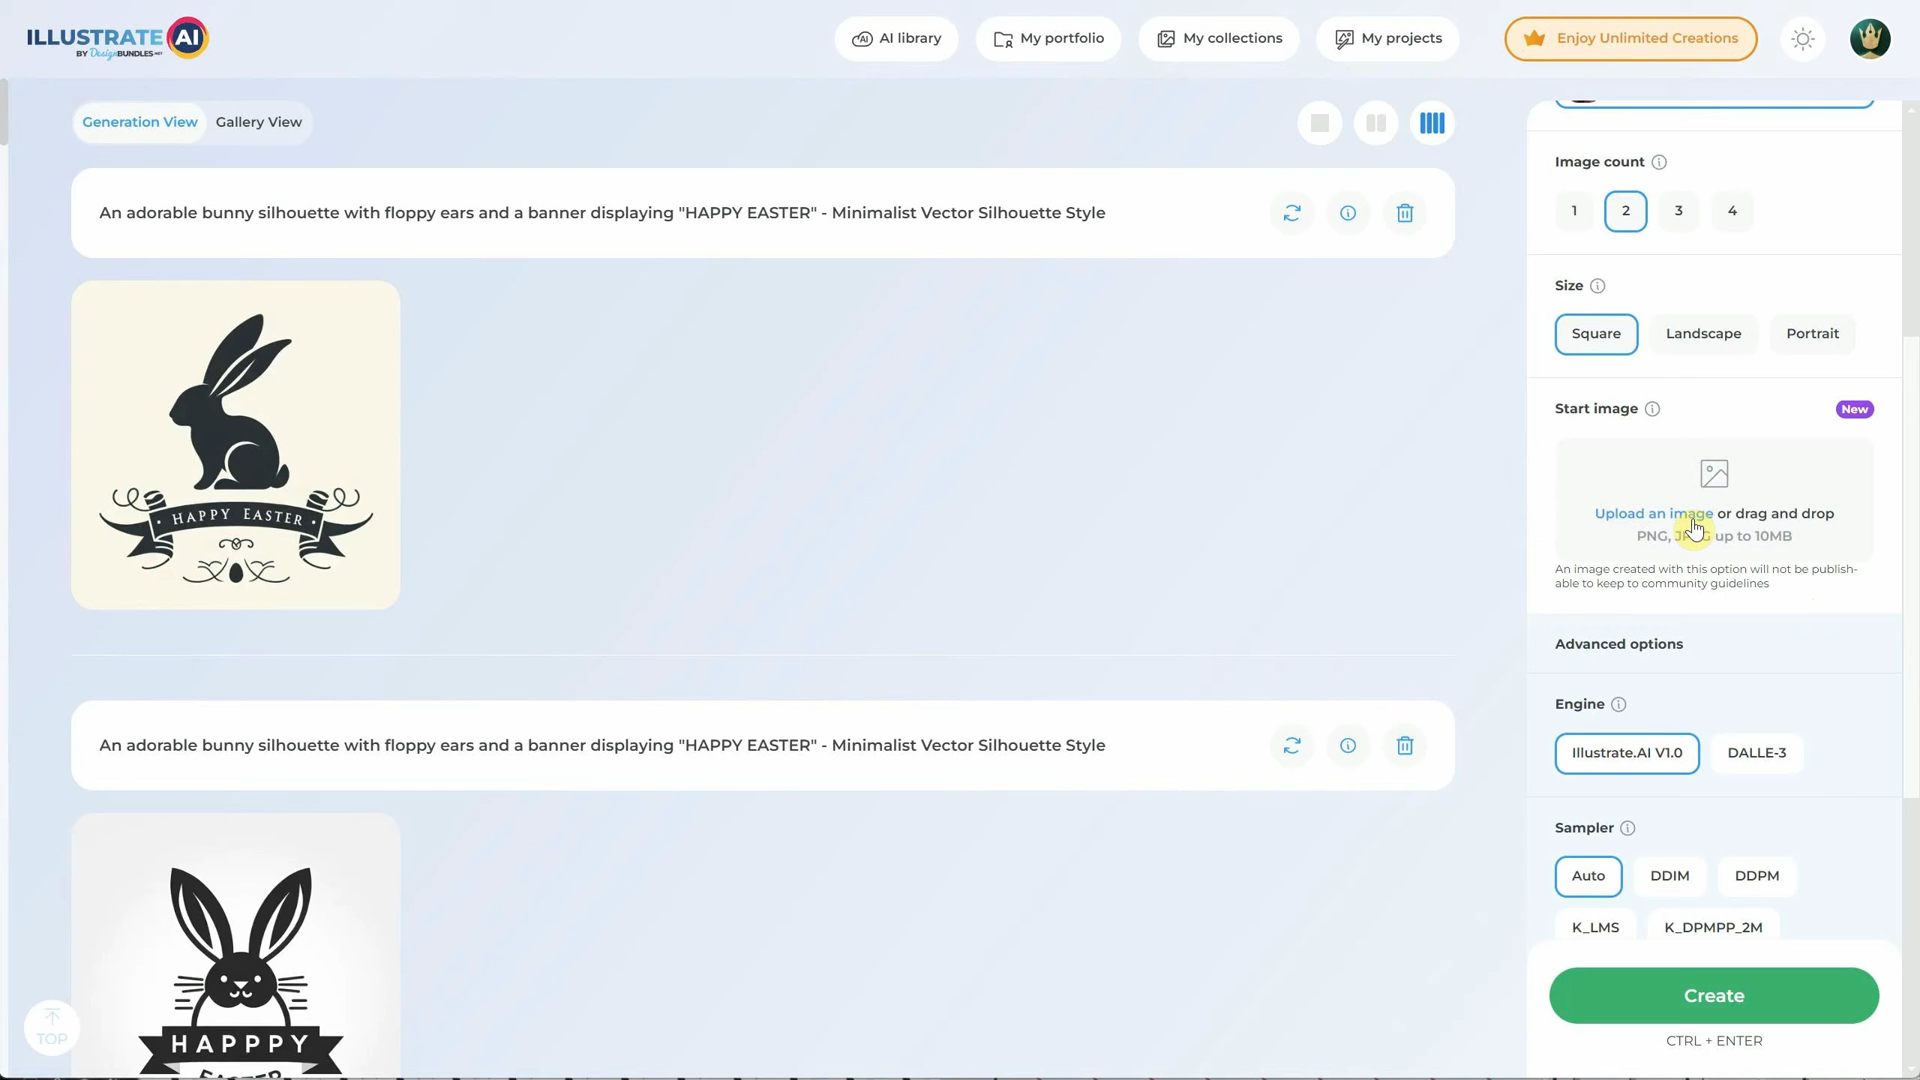 ILLUSTRATE AI
BY DesignBUNDLES.NET
AI library
My portfolio
My collections
My projects
Enjoy Unlimited Creations
Generation View
Gallery View
An adorable bunny silhouette with floppy ears and a banner displaying "HAPPY EASTER" - Minimalist Vector Silhouette Style
HAPPY EASTER
An adorable bunny silhouette with floppy ears and a banner displaying "HAPPY EASTER" - Minimalist Vector Silhouette Style
HAPPPY
EASTER
TOP
Image count
1 2 3 4
Size
Square Landscape Portrait
Start image
New
Upload an image or drag and drop
PNG, JPEG up to 10MB
An image created with this option will not be publish-
able to keep to community guidelines
Advanced options
Engine
Illustrate.AI V1.0 DALLE-3
Sampler
Auto DDIM DDPM
K_LMS K_DPMPP_2M
Create
CTRL + ENTER